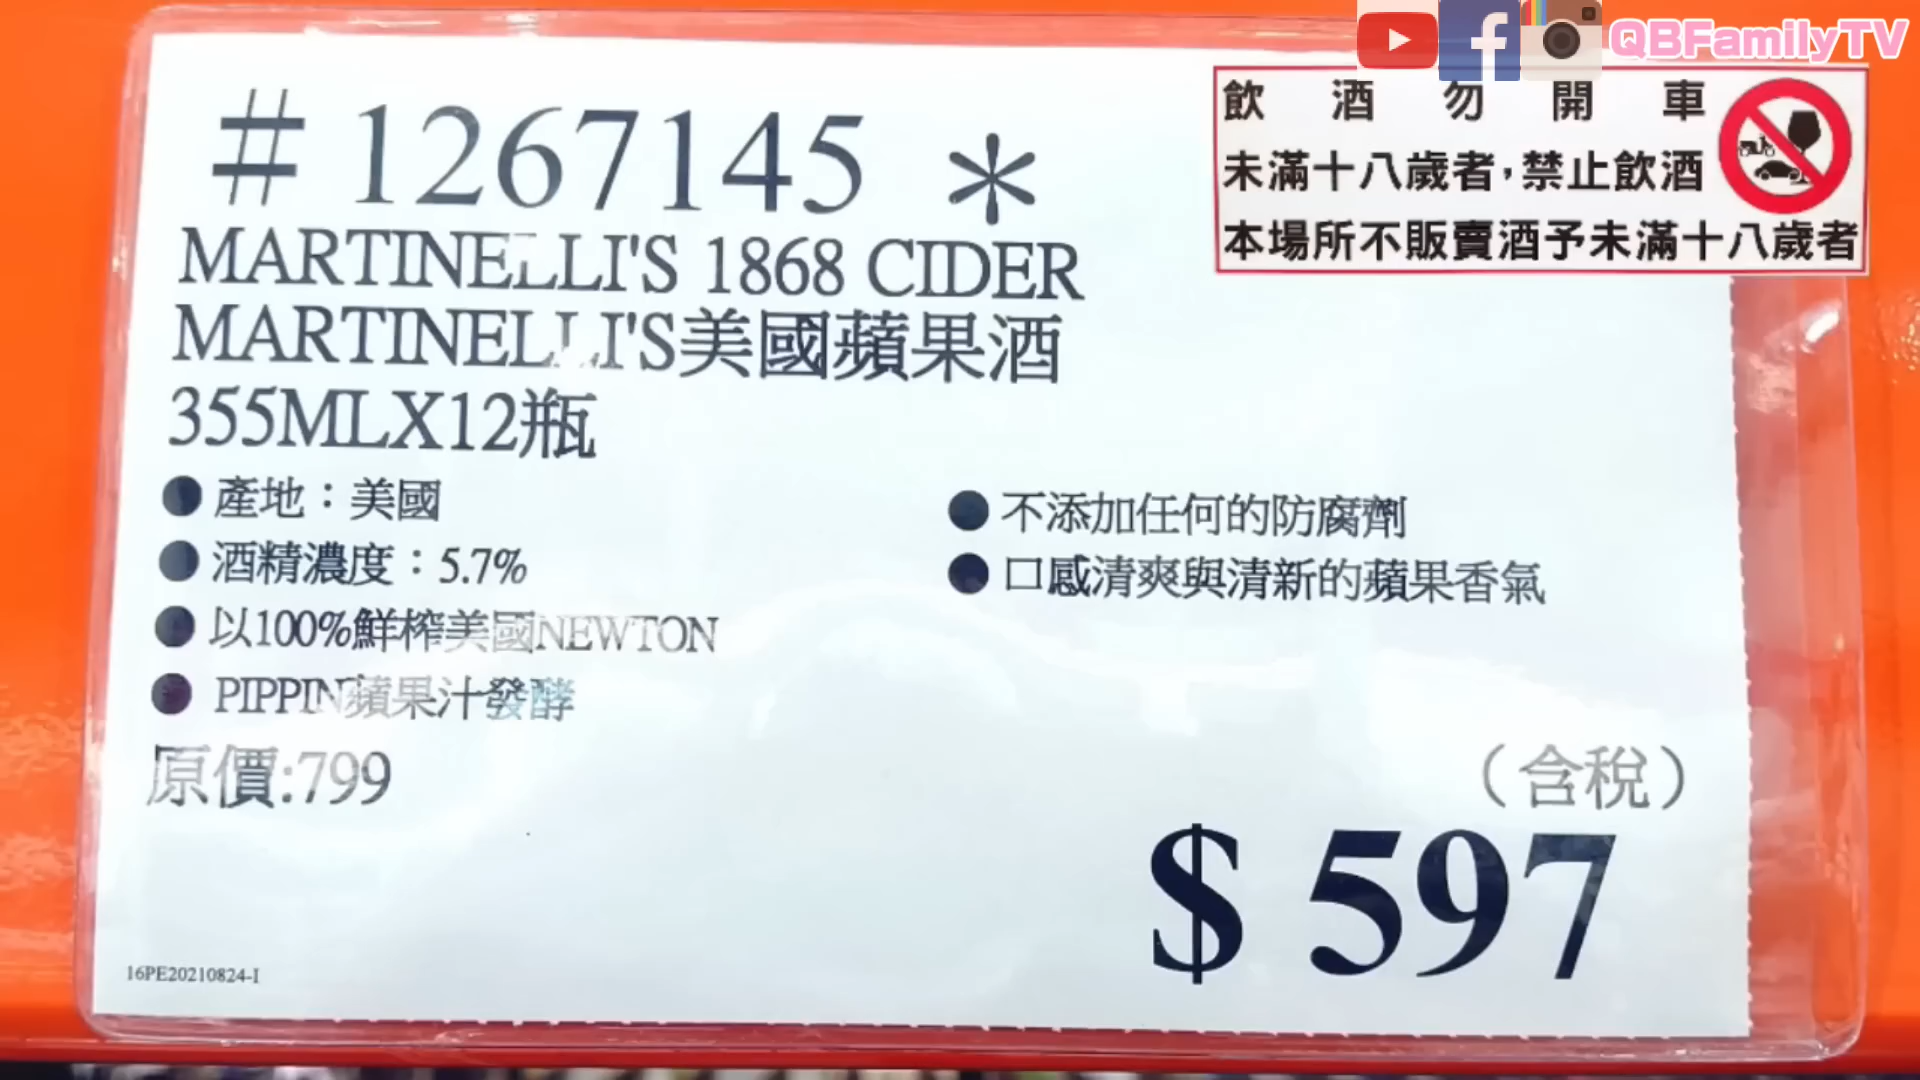 QBFamilyTV
飲酒勿開車
未滿十八歲者，禁止飲酒
本場所不販賣酒予未滿十八歲者
#1267145 *
MARTINELLI'S 1868 CIDER
MARTINELLI'S美國蘋果酒
355MLX12瓶
●產地：美國
●酒精濃度：5.7%
●以100%鮮榨美國NEWTON
●PIPPIN蘋果汁發酵
●不添加任何的防腐劑
●口感清爽與清新的蘋果香氣
原價:799
（含稅）
$597
16PE20210824-I